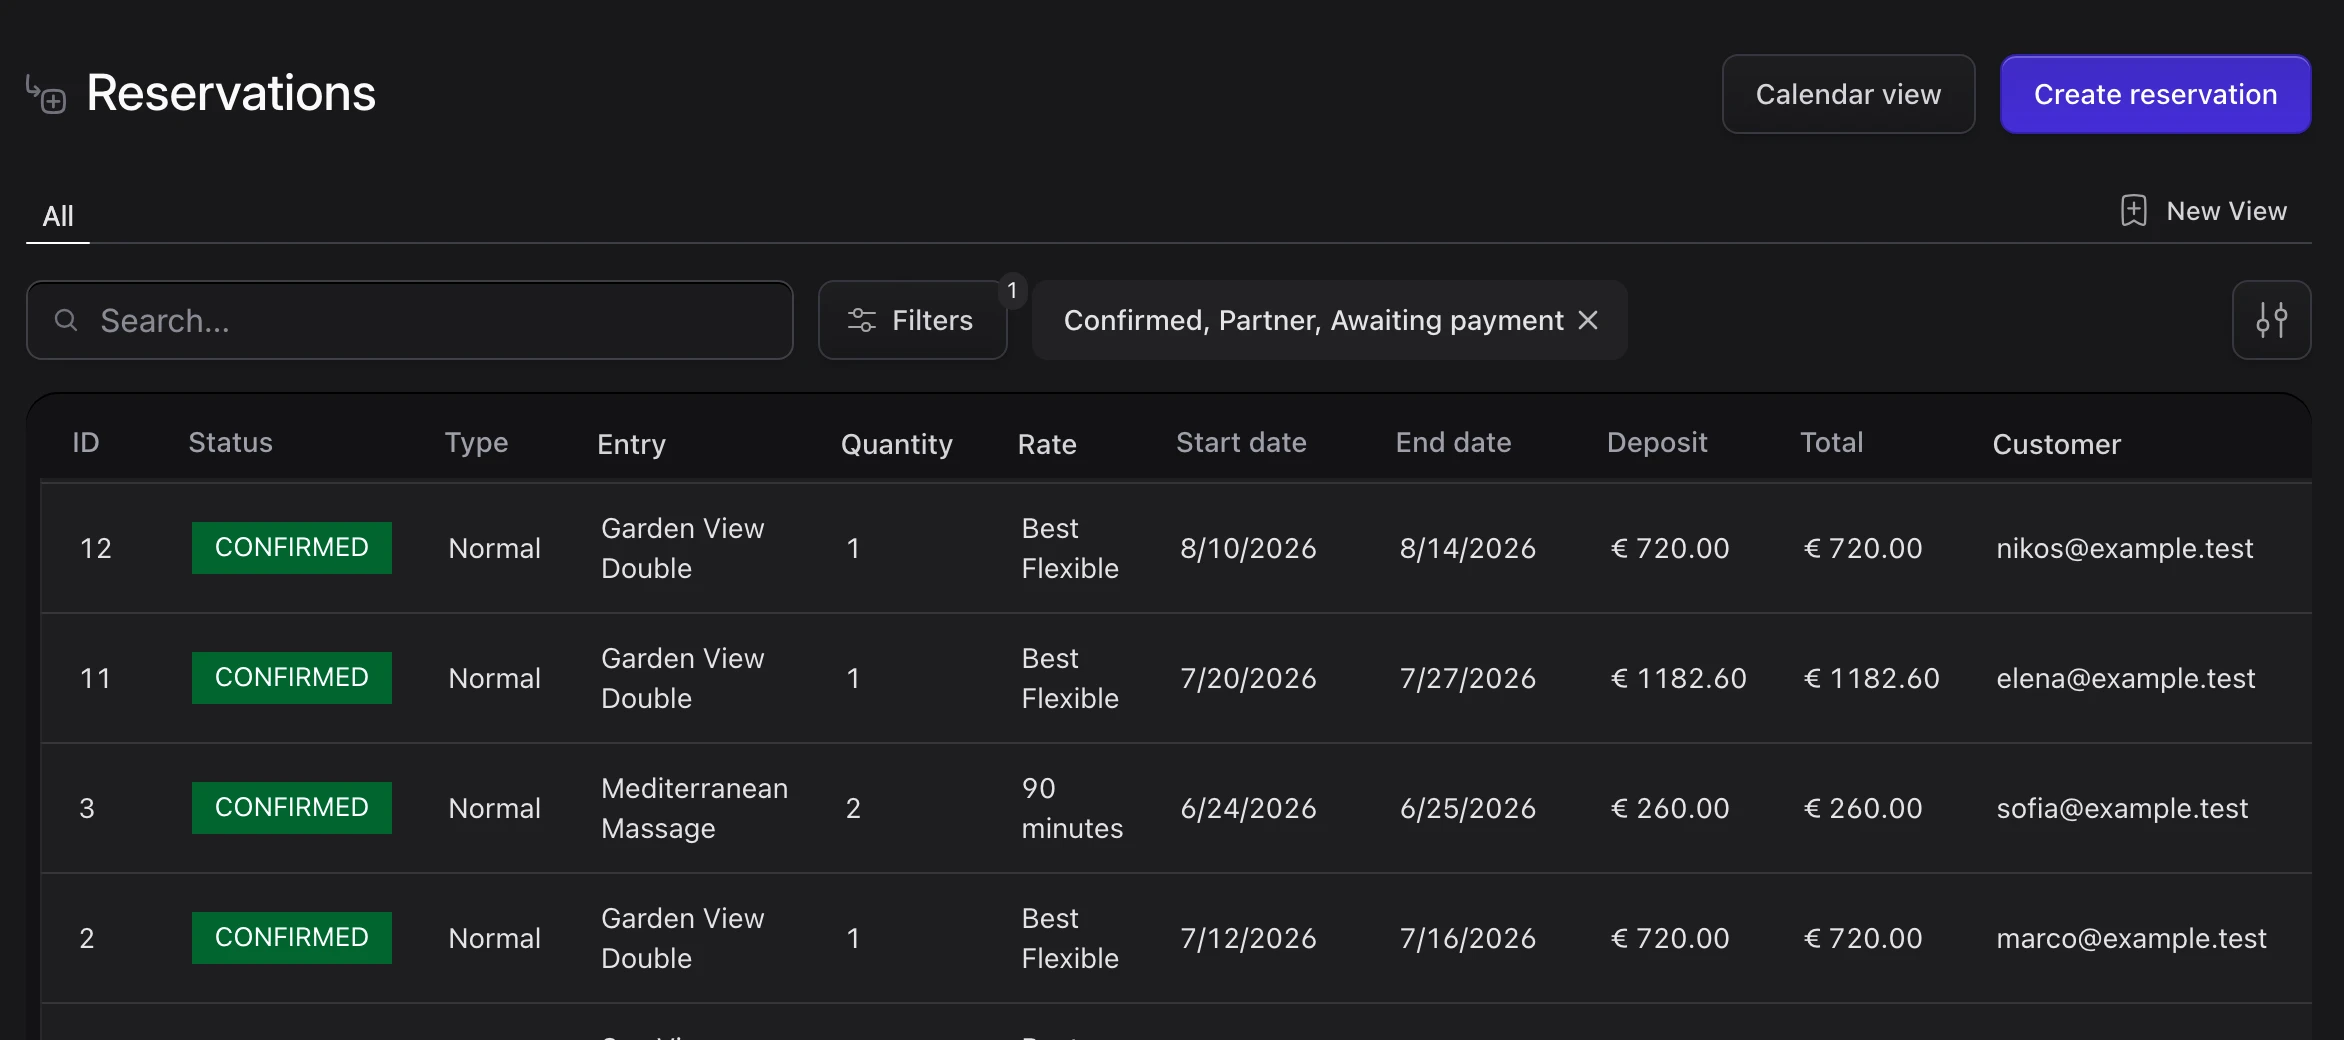 Reservations
Calendar view
Create reservation
All
New View
Search...
Filters
1
Confirmed, Partner, Awaiting payment
ID Status Type Entry Quantity Rate Start date End date Deposit Total Customer
12 CONFIRMED Normal Garden View Double 1 Best Flexible 8/10/2026 8/14/2026 € 720.00 € 720.00 nikos@example.test
11 CONFIRMED Normal Garden View Double 1 Best Flexible 7/20/2026 7/27/2026 € 1182.60 € 1182.60 elena@example.test
3 CONFIRMED Normal Mediterranean Massage 2 90 minutes 6/24/2026 6/25/2026 € 260.00 € 260.00 sofia@example.test
2 CONFIRMED Normal Garden View Double 1 Best Flexible 7/12/2026 7/16/2026 € 720.00 € 720.00 marco@example.test